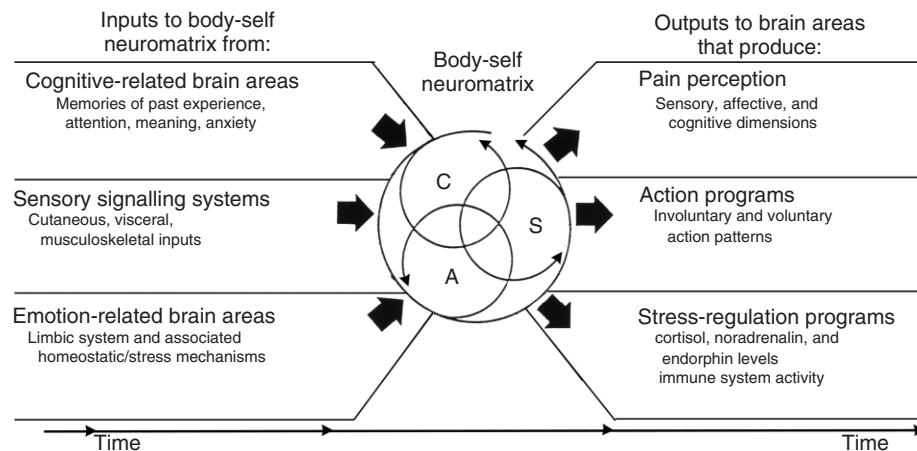 Inputs to body-self
neuromatrix from:
Cognitive-related brain areas
Memories of past experience,
attention, meaning, anxiety
Sensory signalling systems
Cutaneous, visceral,
musculoskeletal inputs
Emotion-related brain areas
Limbic system and associated
homeostatic/stress mechanisms
Body-self
neuromatrix
C
S
A
Outputs to brain areas
that produce:
Pain perception
Sensory, affective, and
cognitive dimensions
Action programs
Involuntary and voluntary
action patterns
Stress-regulation programs
cortisol, noradrenalin, and
endorphin levels
immune system activity
Time
Time